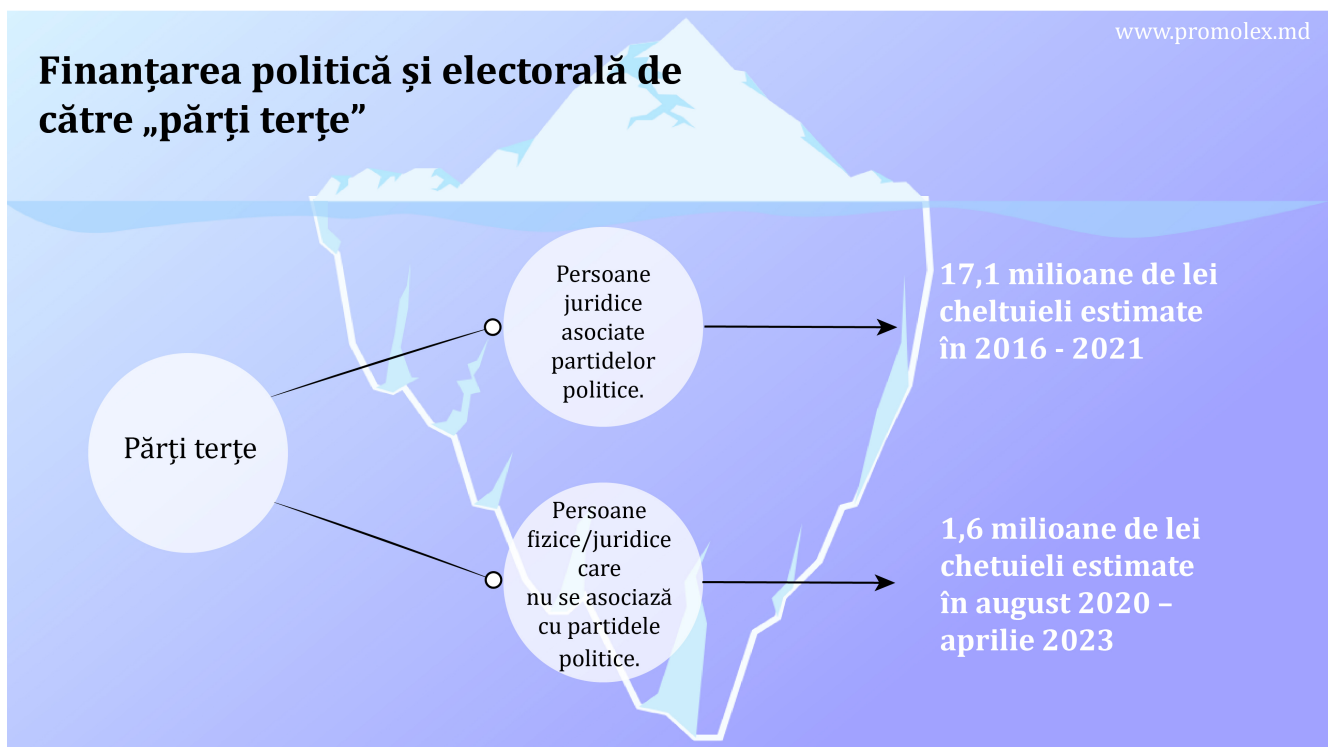 www.promolex.md
Finanțarea politică și electorală de
către „părți terțe”
Persoane
juridice
asociate
partidelor
politice.
17,1 milioane de lei
cheltuieli estimate
în 2016 - 2021
Părți terțe
Persoane
fizice/juridice
care
nu se asociază
cu partidele
politice.
1,6 milioane de lei
chetuieli estimate
în august 2020 –
aprilie 2023